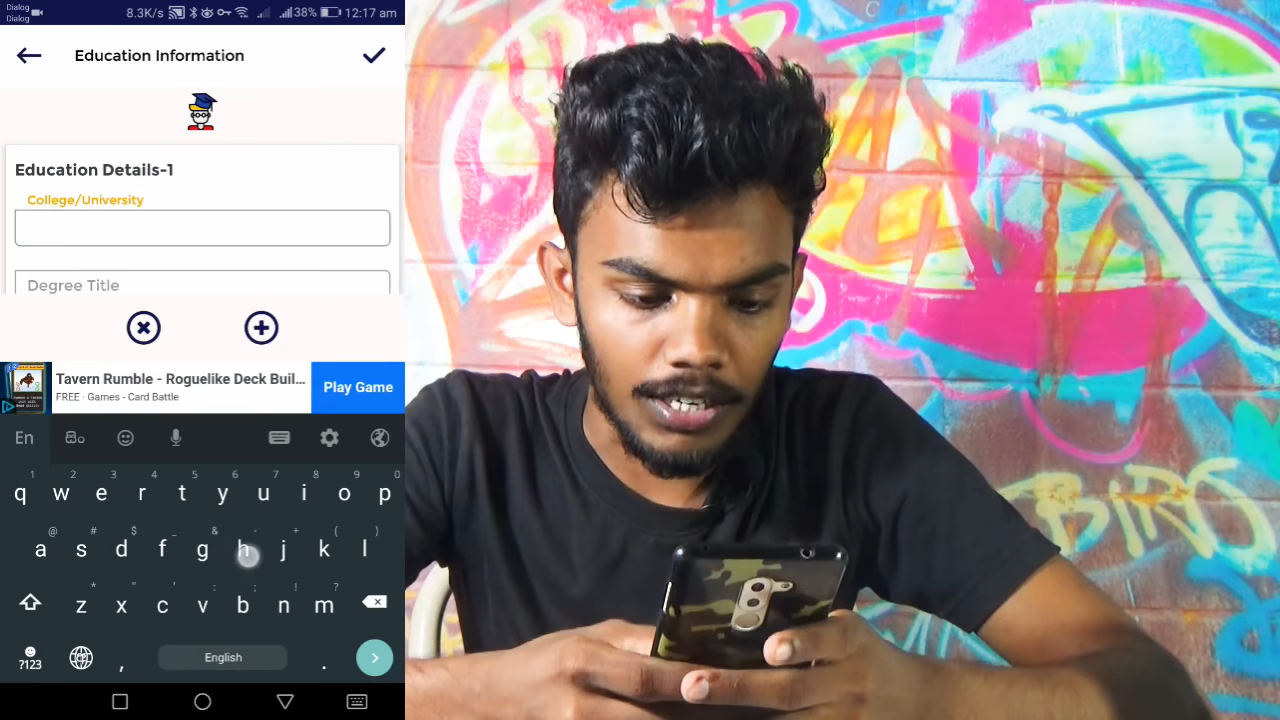 Dialog
Dialog
8.3K/s
38%
12:17 am
Education Information
Education Details-1
College/University
Degree Title
Tavern Rumble - Roguelike Deck Buil...
FREE · Games - Card Battle
Play Game
En
1 2 3 4 5 6 7 8 9 0
q w e r t y u i o p
@ # $ _ & - + ( )
a s d f g h j k l
* " ' : ; ! ?
z x c v b n m
?123
,
English
.
BIRD